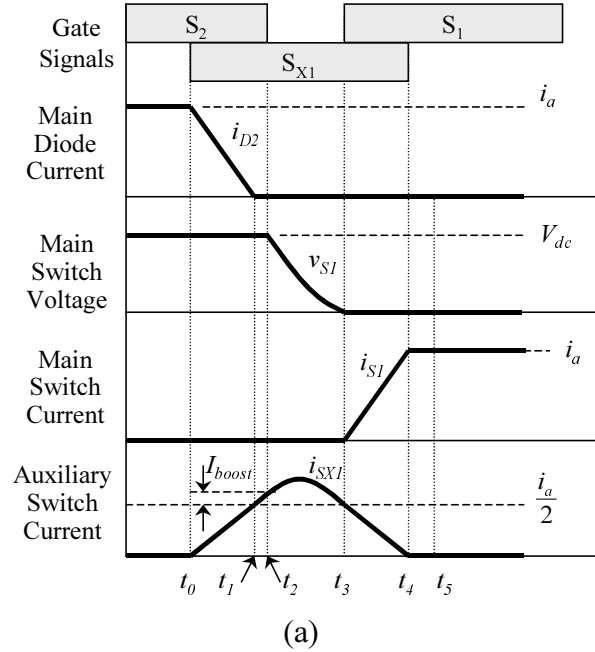 Gate
Signals
S2
S1
SX1
Main
Diode
Current
iD2
ia
Main
Switch
Voltage
vS1
Vdc
Main
Switch
Current
iS1
ia
Auxiliary
Switch
Current
Iboost
iSX1
ia/2
t0 t1 t2 t3 t4 t5
(a)